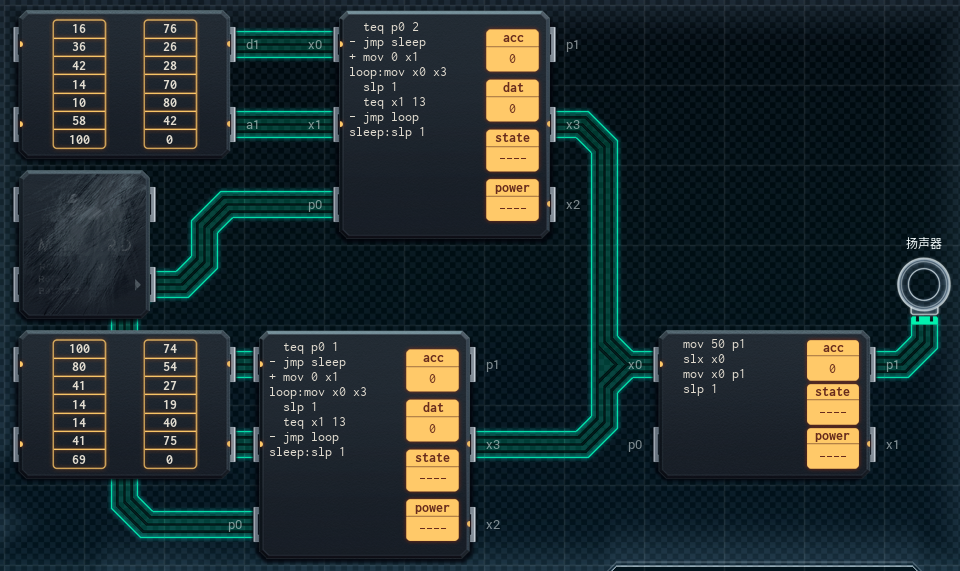 16 76
36 26
42 28
14 70
10 80
58 42
100 0
d1
a1
x0
x1
p0
teq p0 2
- jmp sleep
+ mov 0 x1
loop:mov x0 x3
slp 1
teq x1 13
- jmp loop
sleep:slp 1
acc
0
dat
0
state
----
power
----
p1
x3
x2
扬声器
100 74
80 54
41 27
14 19
14 40
41 75
69 0
p0
teq p0 1
- jmp sleep
+ mov 0 x1
loop:mov x0 x3
slp 1
teq x1 13
- jmp loop
sleep:slp 1
acc
0
dat
0
state
----
power
----
p1
x3
x2
x0
p0
mov 50 p1
slx x0
mov x0 p1
slp 1
acc
0
state
----
power
----
p1
x1